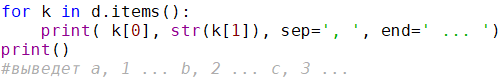 for k in d.items():
    print( k[0], str(k[1]), sep=', ', end=' ... ')
print()
#выведет a, 1 ... b, 2 ... c, 3 ...